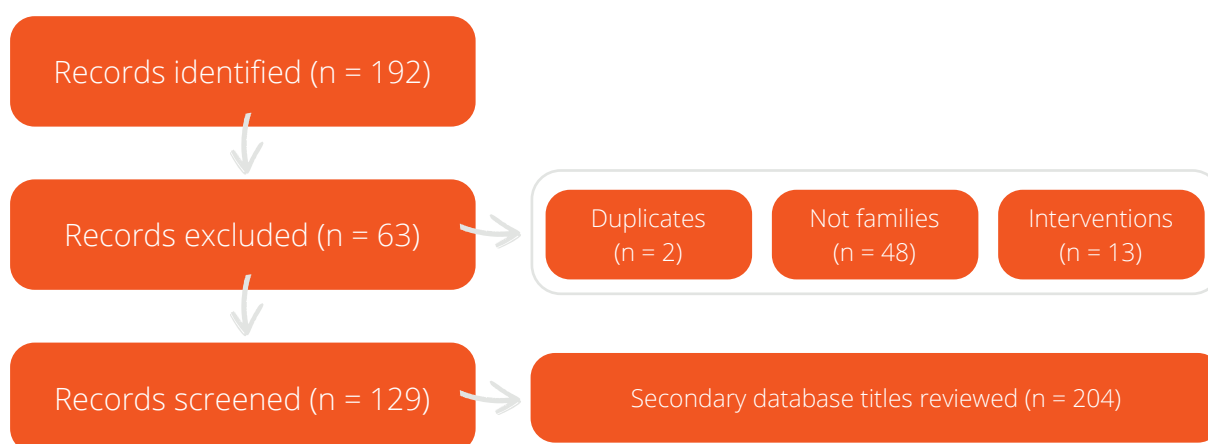 Records identified (n = 192)
Records excluded (n = 63)
Duplicates
(n = 2)
Not families
(n = 48)
Interventions
(n = 13)
Records screened (n = 129)
Secondary database titles reviewed (n = 204)